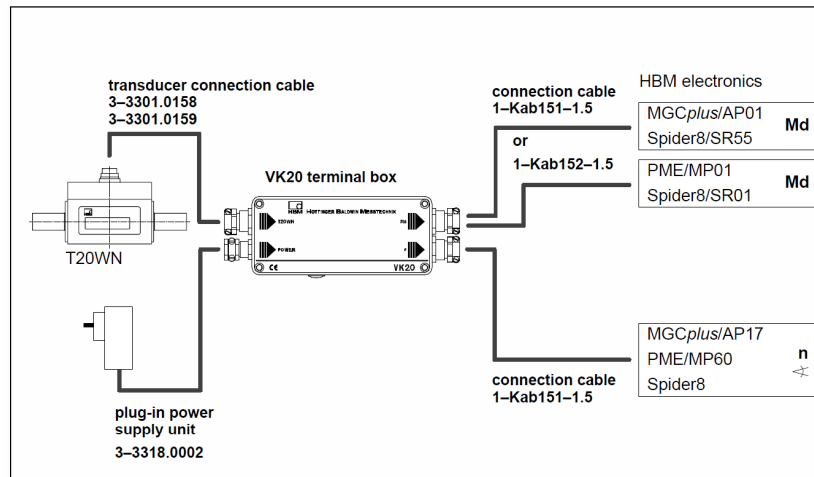 transducer connection cable
3–3301.0158
3–3301.0159
T20WN
plug-in power
supply unit
3–3318.0002
VK20 terminal box
HBM HOTTINGER BALDWIN MESSTECHNIK
T20WN
Md
POWER
CE
VK20
connection cable
1–Kab151–1.5
or
1–Kab152–1.5
connection cable
1–Kab151–1.5
HBM electronics
MGCplus/AP01
Spider8/SR55
Md
PME/MP01
Spider8/SR01
Md
MGCplus/AP17
PME/MP60
Spider8
n
∢